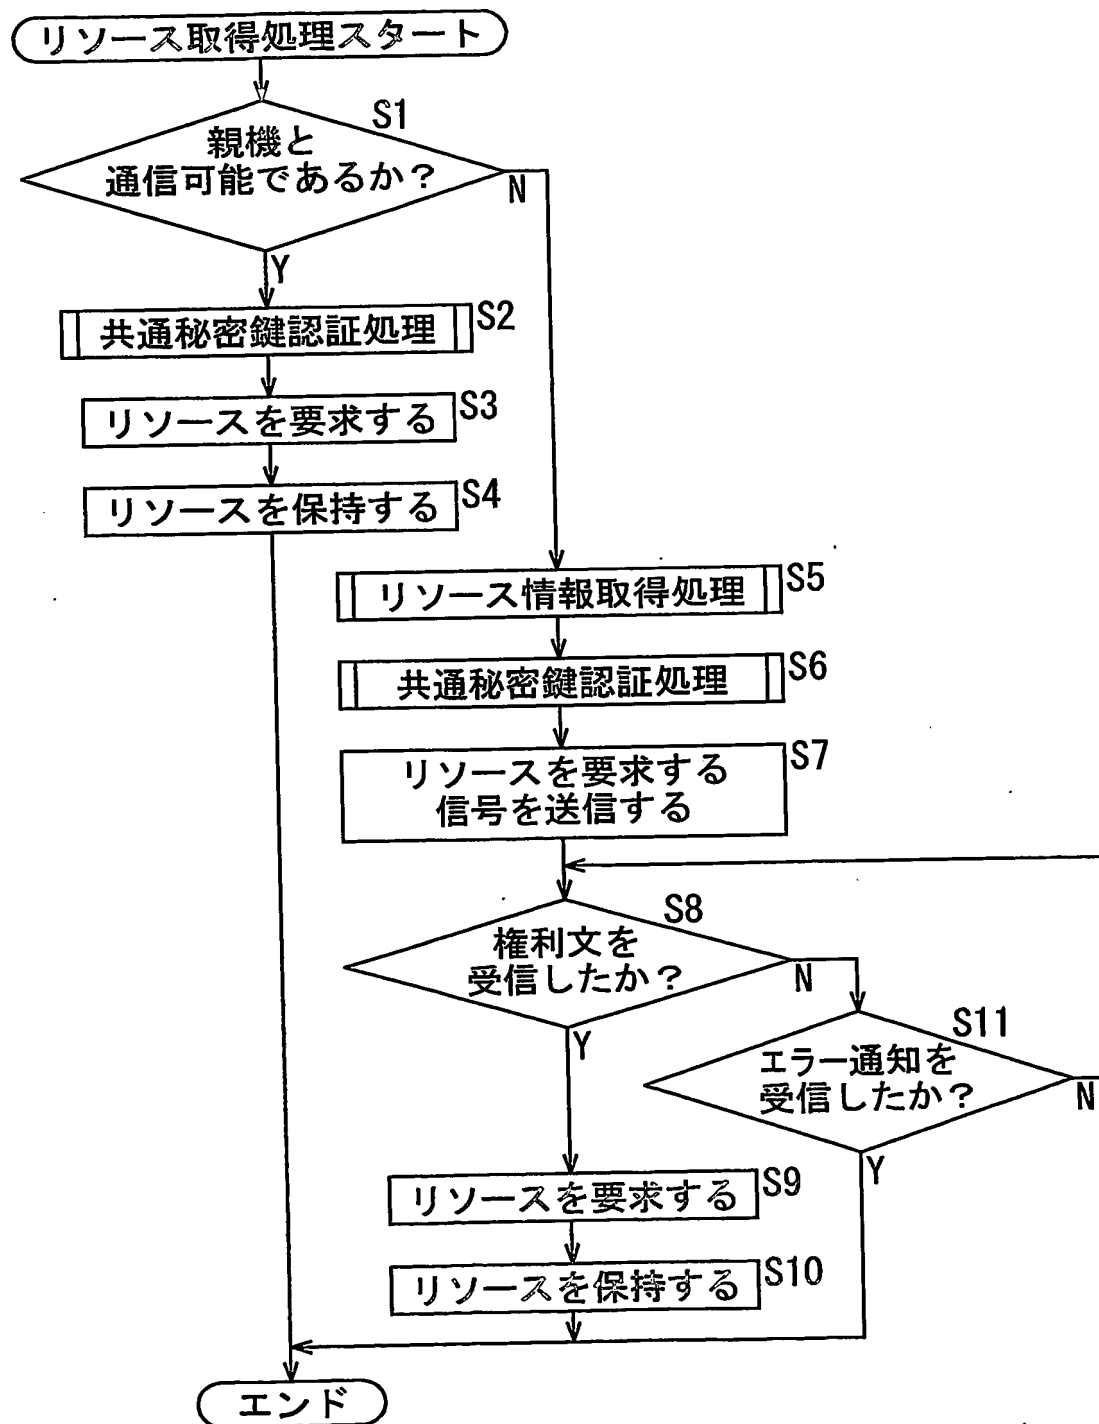 リソース取得処理スタート
S1
親機と
通信可能であるか？
N
Y
共通秘密鍵認証処理
S2
リソースを要求する
S3
リソースを保持する
S4
リソース情報取得処理
S5
共通秘密鍵認証処理
S6
リソースを要求する
信号を送信する
S7
S8
権利文を
受信したか？
N
Y
S11
エラー通知を
受信したか？
N
Y
リソースを要求する
S9
リソースを保持する
S10
エンド